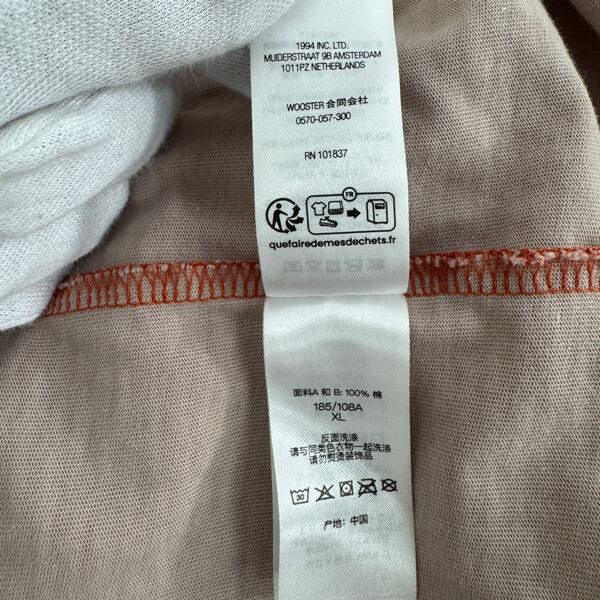 1994 INC. LTD.
MUIDERSTRAAT 9B AMSTERDAM
1011PZ NETHERLANDS
WOOSTER 合同会社
0570-057-300
RN 101837
FR
quefairedemesdechets.fr
面料A 和 B: 100% 棉
185/108A
XL
反面洗涤
请与同类色衣物一起洗涤
请勿熨烫装饰品
30
产地: 中国